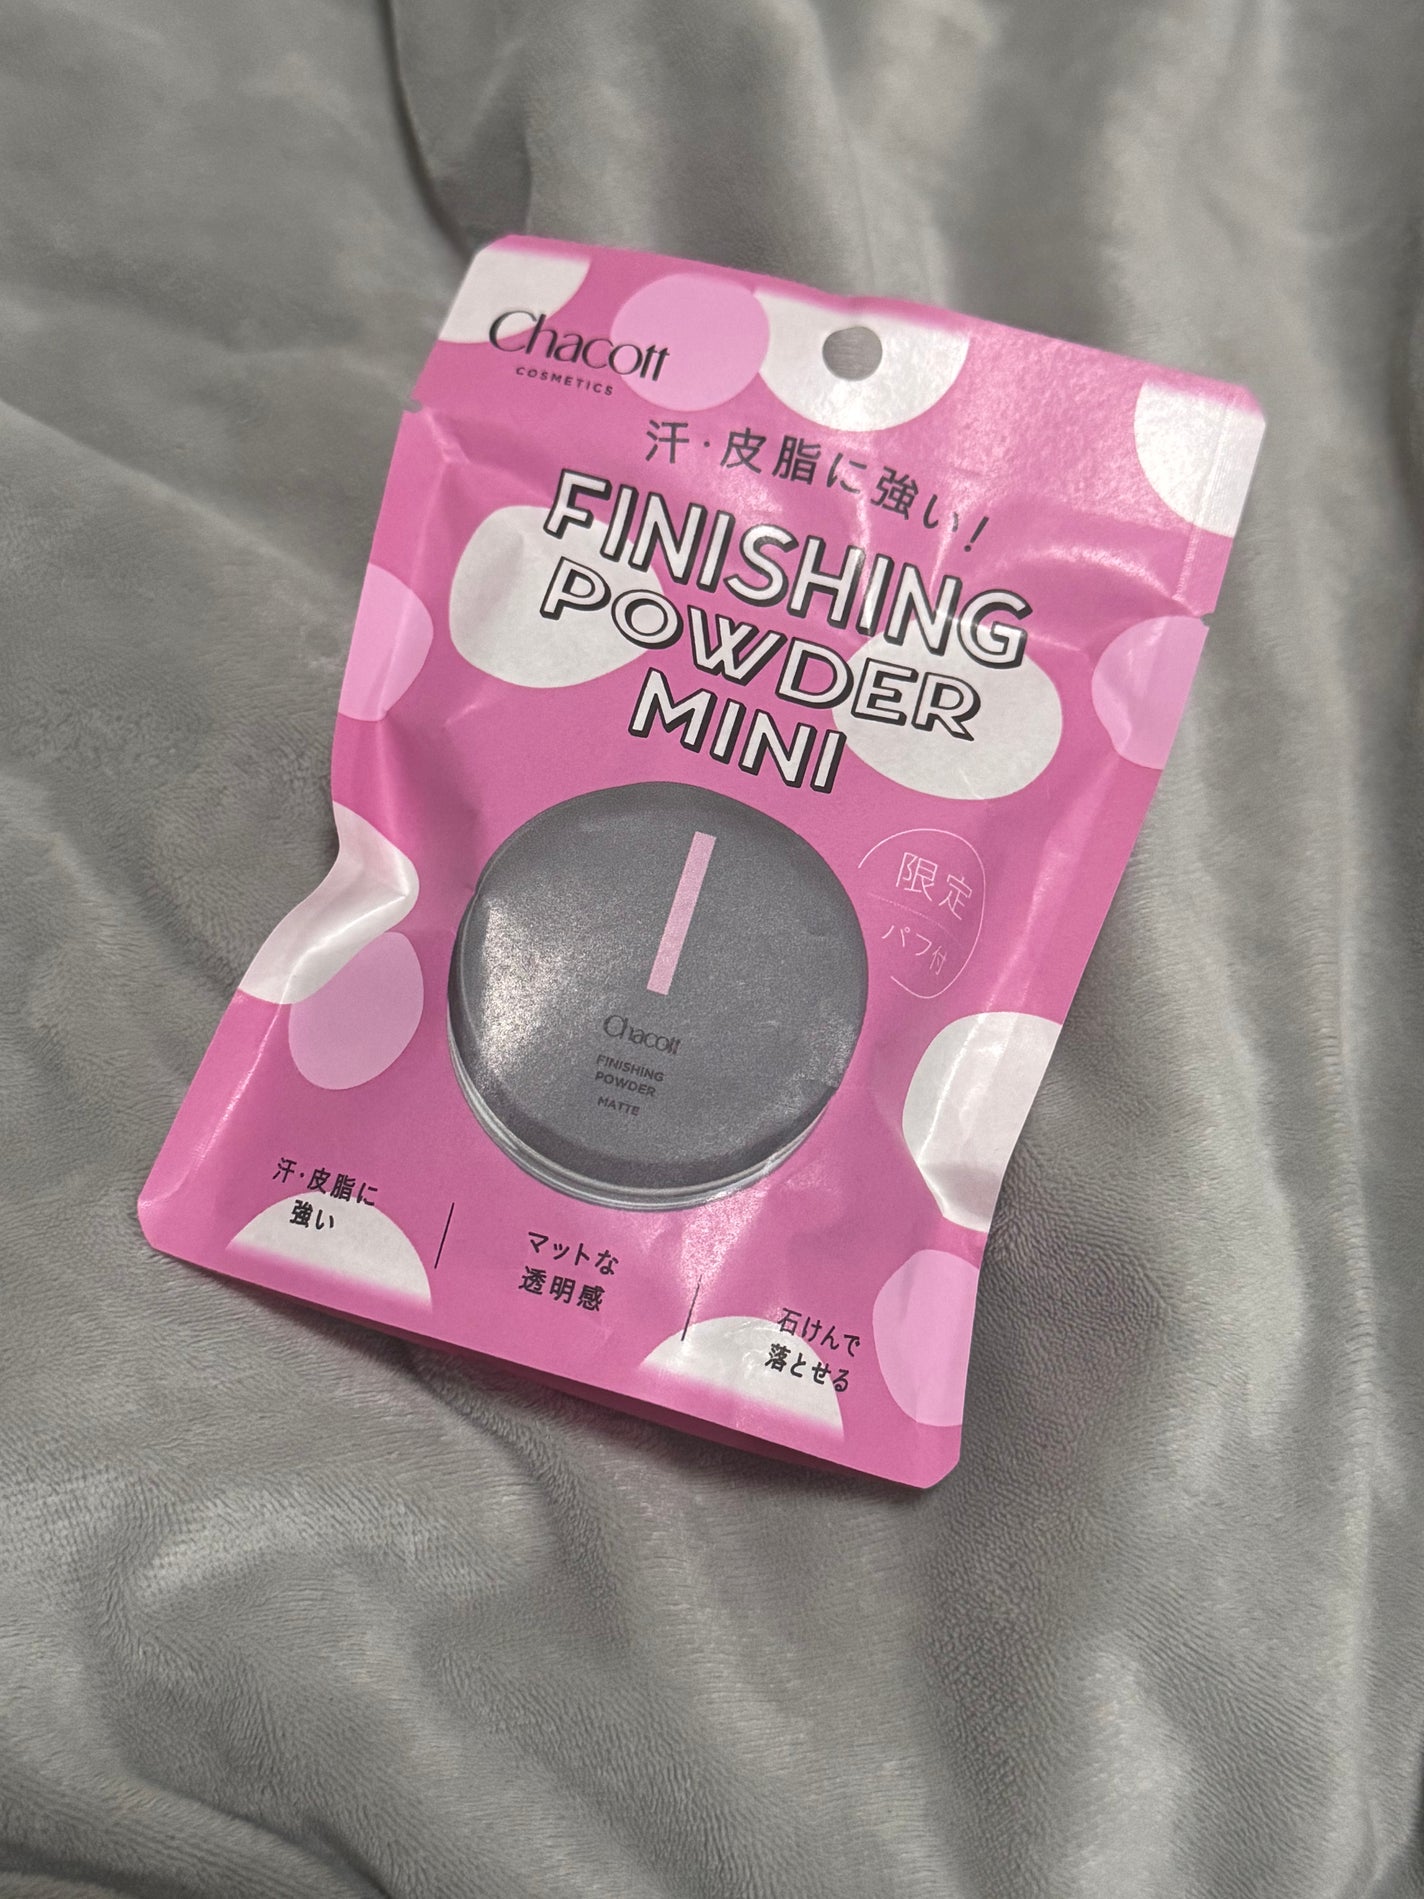 Chacott
COSMETICS
汗・皮脂に強い！
FINISHING
POWDER
MINI
限定
パフ付
Chacott
FINISHING
POWDER
MATTE
汗・皮脂に
強い
マットな
透明感
石けんで
落とせる